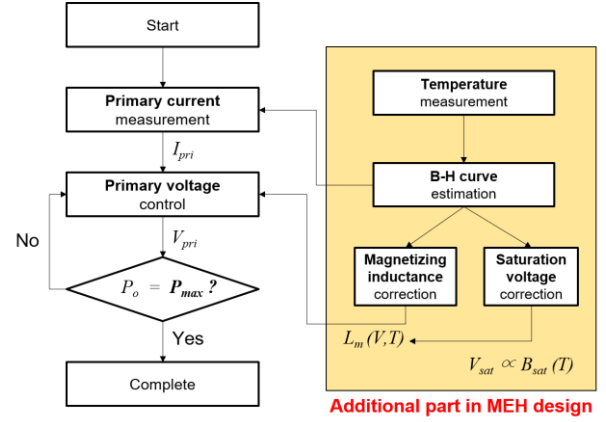 Start
Primary current
measurement
I_pri
Primary voltage
control
No
V_pri
P_o = P_max ?
Yes
Complete
Temperature
measurement
B-H curve
estimation
Magnetizing
inductance
correction
Saturation
voltage
correction
L_m (V,T)
V_sat ∝ B_sat (T)
Additional part in MEH design